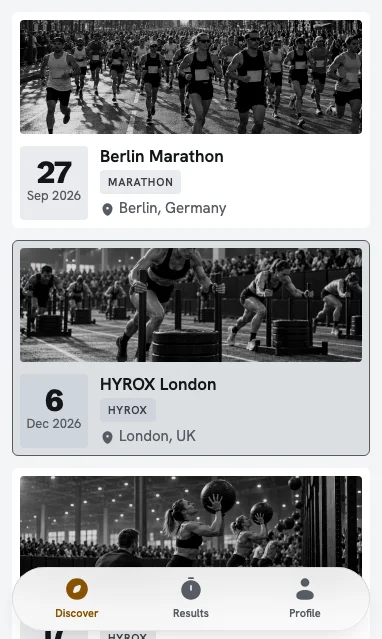 27
Sep 2026
Berlin Marathon
MARATHON
Berlin, Germany
6
Dec 2026
HYROX London
HYROX
London, UK
HYROX
Discover
Results
Profile